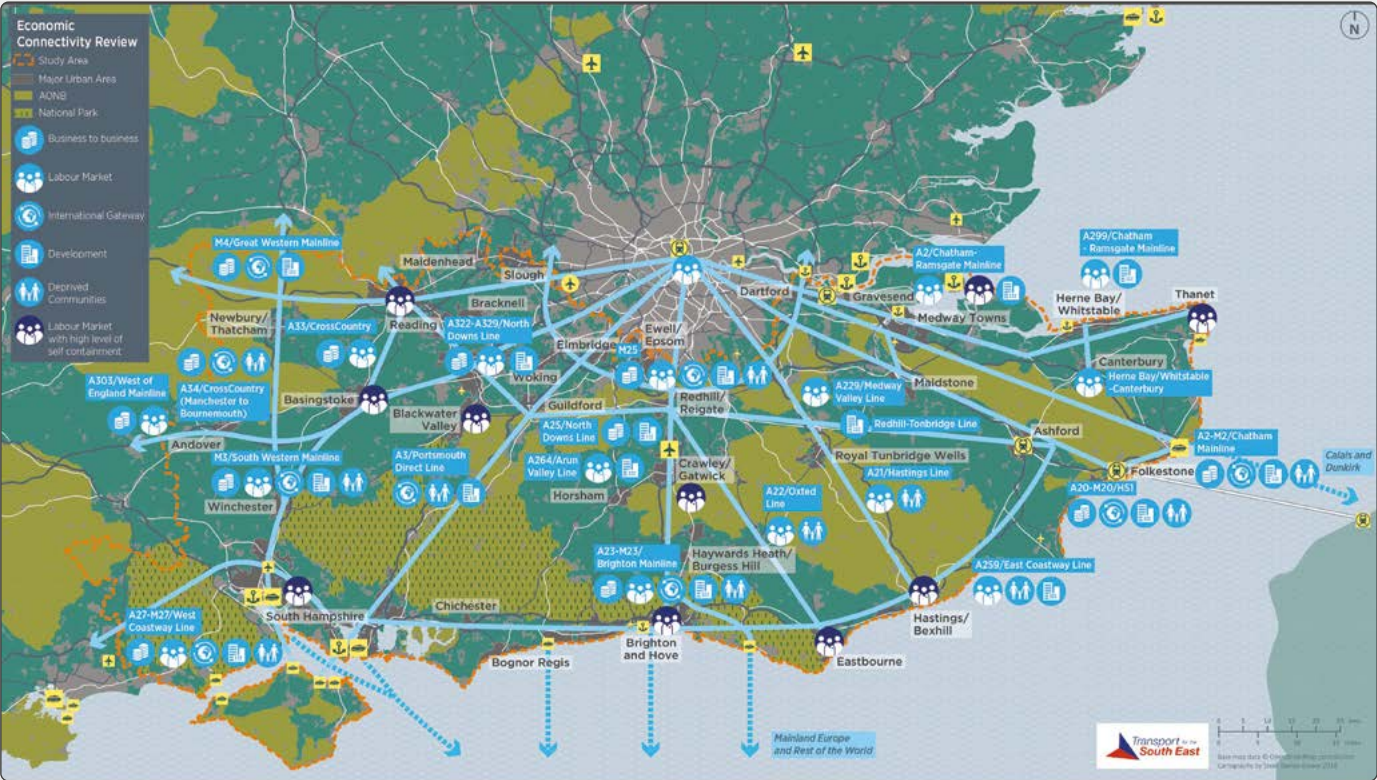 Economic
Connectivity Review
Study Area
Major Urban Area
AONB
National Park
Business to business
Labour Market
International Gateway
Development
Deprived
Communities
Labour Market
with high level of
self containment
N
M4/Great Western Mainline
Maidenhead
Slough
Bracknell
Reading
Newbury/
Thatcham
A33/CrossCountry
A322-A329/North
Downs Line
Elmbridge
Ewell/
Epsom
M25
Dartford
Gravesend
A2/Chatham-
Ramsgate Mainline
Medway Towns
A299/Chatham
- Ramsgate Mainline
Herne Bay/
Whitstable
Thanet
Canterbury
Herne Bay/Whitstable
-Canterbury
A303/West of
England Mainline
A34/CrossCountry
(Manchester to
Bournemouth)
Basingstoke
Blackwater
Valley
Woking
Guildford
Redhill/
Reigate
A229/Medway
Valley Line
Maidstone
Redhill-Tonbridge Line
Ashford
Andover
M3/South Western Mainline
A3/Portsmouth
Direct Line
A25/North
Downs Line
A264/Arun
Valley Line
Horsham
Crawley/
Gatwick
Royal Tunbridge Wells
A21/Hastings Line
A22/Oxted
Line
A2-M2/Chatham
Mainline
Folkestone
A20-M20/HS1
Calais and
Dunkirk
Winchester
A23-M23/
Brighton Mainline
Haywards Heath/
Burgess Hill
A259/East Coastway Line
Hastings/
Bexhill
South Hampshire
Chichester
A27-M27/West
Coastway Line
Bognor Regis
Brighton
and Hove
Eastbourne
Mainland Europe
and Rest of the World
Transport for the
South East